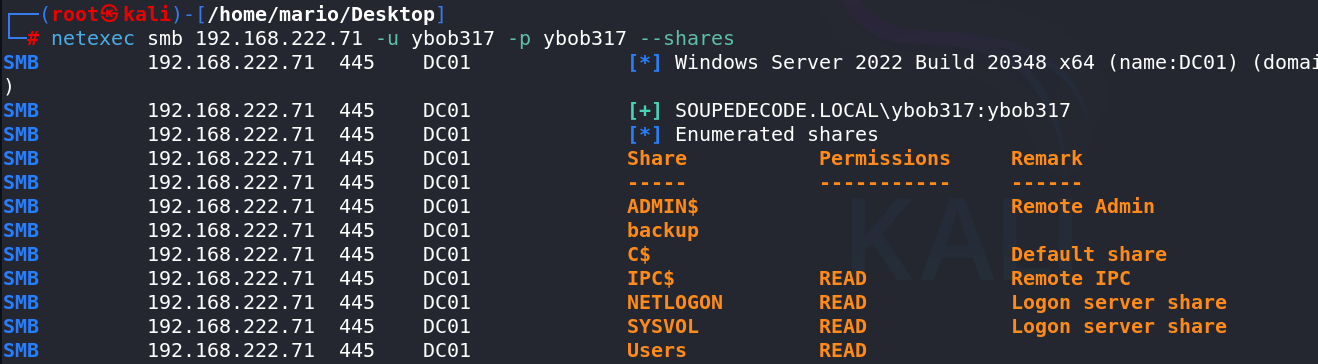 ┌──(root㉿kali)-[/home/mario/Desktop]
└─# netexec smb 192.168.222.71 -u ybob317 -p ybob317 --shares
SMB 192.168.222.71 445 DC01 [*] Windows Server 2022 Build 20348 x64 (name:DC01) (domai
)
SMB 192.168.222.71 445 DC01 [+] SOUPEDECODE.LOCAL\ybob317:ybob317
SMB 192.168.222.71 445 DC01 [*] Enumerated shares
SMB 192.168.222.71 445 DC01 Share Permissions Remark
SMB 192.168.222.71 445 DC01 ----- ----------- ------
SMB 192.168.222.71 445 DC01 ADMIN$ Remote Admin
SMB 192.168.222.71 445 DC01 backup
SMB 192.168.222.71 445 DC01 C$ Default share
SMB 192.168.222.71 445 DC01 IPC$ READ Remote IPC
SMB 192.168.222.71 445 DC01 NETLOGON READ Logon server share
SMB 192.168.222.71 445 DC01 SYSVOL READ Logon server share
SMB 192.168.222.71 445 DC01 Users READ
KALI